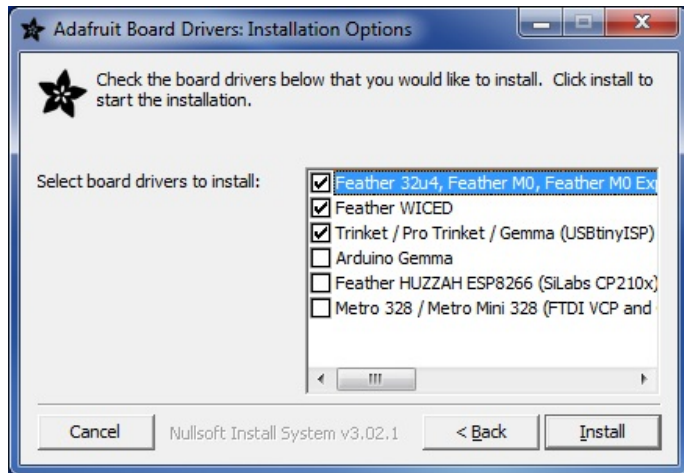 Adafruit Board Drivers: Installation Options
Check the board drivers below that you would like to install. Click install to
start the installation.
Select board drivers to install:
Feather 32u4, Feather M0, Feather M0 Ex
Feather WICED
Trinket / Pro Trinket / Gemma (USBtinyISP)
Arduino Gemma
Feather HUZZAH ESP8266 (SiLabs CP210x)
Metro 328 / Metro Mini 328 (FTDI VCP and
Cancel
Nullsoft Install System v3.02.1
< Back
Install